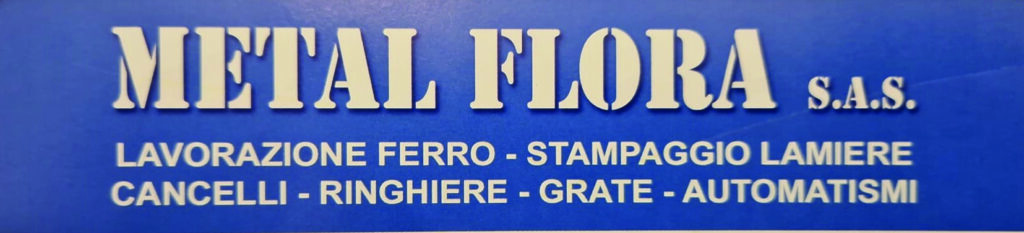 METAL FLORA S.A.S.
LAVORAZIONE FERRO - STAMPAGGIO LAMIERE
CANCELLI - RINGHIERE - GRATE - AUTOMATISMI